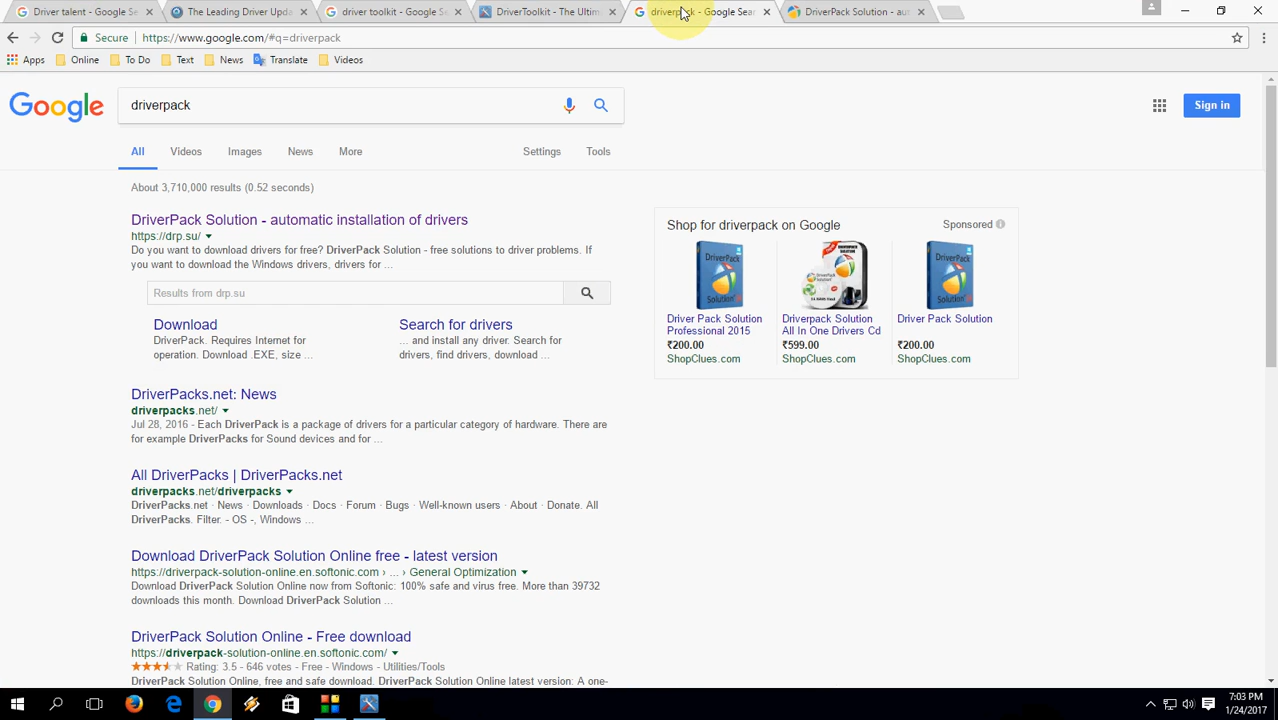 Driver talent - Google Se
The Leading Driver Upda
driver toolkit - Google Se
DriverToolkit - The Ultim
driverpack - Google Sear
DriverPack Solution - aut
Secure
https://www.google.com/#q=driverpack
Apps
Online
To Do
Text
News
Translate
Videos
Google
driverpack
Sign in
All
Videos
Images
News
More
Settings
Tools
About 3,710,000 results (0.52 seconds)
DriverPack Solution - automatic installation of drivers
https://drp.su/
Do you want to download drivers for free? DriverPack Solution - free solutions to driver problems. If
you want to download the Windows drivers, drivers for ...
Results from drp.su
Download
DriverPack. Requires Internet for
operation. Download .EXE, size ...
Search for drivers
... and install any driver. Search for
drivers, find drivers, download ...
DriverPacks.net: News
driverpacks.net/
Jul 28, 2016 - Each DriverPack is a package of drivers for a particular category of hardware. There are
for example DriverPacks for Sound devices and for ...
All DriverPacks | DriverPacks.net
driverpacks.net/driverpacks
DriverPacks.net · News · Downloads · Docs · Forum · Bugs · Well-known users · About · Donate. All
DriverPacks. Filter. - OS -, Windows ...
Download DriverPack Solution Online free - latest version
https://driverpack-solution-online.en.softonic.com › ... › General Optimization
Download DriverPack Solution Online now from Softonic: 100% safe and virus free. More than 39732
downloads this month. Download DriverPack Solution ...
DriverPack Solution Online - Free download
https://driverpack-solution-online.en.softonic.com/
Rating: 3.5 - 646 votes - Free - Windows - Utilities/Tools
DriverPack Solution Online, free and safe download. DriverPack Solution Online latest version: A one-
Shop for driverpack on Google
Sponsored
Driver Pack Solution
Professional 2015
₹200.00
ShopClues.com
Driverpack Solution
All In One Drivers Cd
₹599.00
ShopClues.com
Driver Pack Solution
₹200.00
ShopClues.com
7:03 PM
1/24/2017